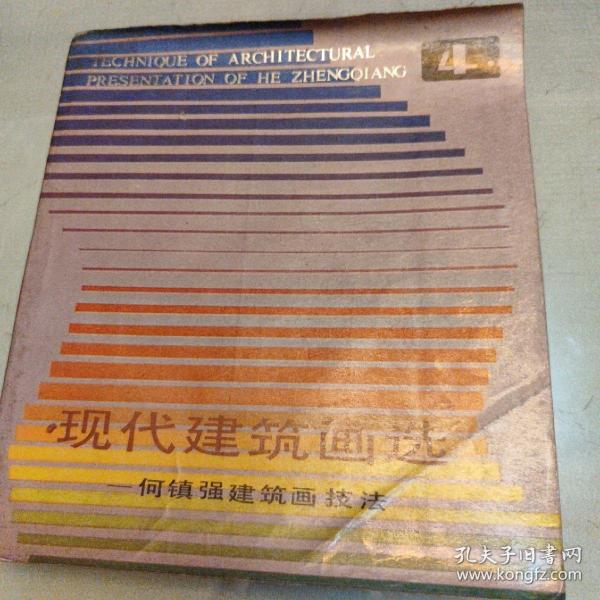 TECHNIQUE OF ARCHITECTURAL
PRESENTATION OF HE ZHENGQIANG
4
现代建筑画选
—何镇强建筑画技法
孔夫子旧书网
www.kongfz.com